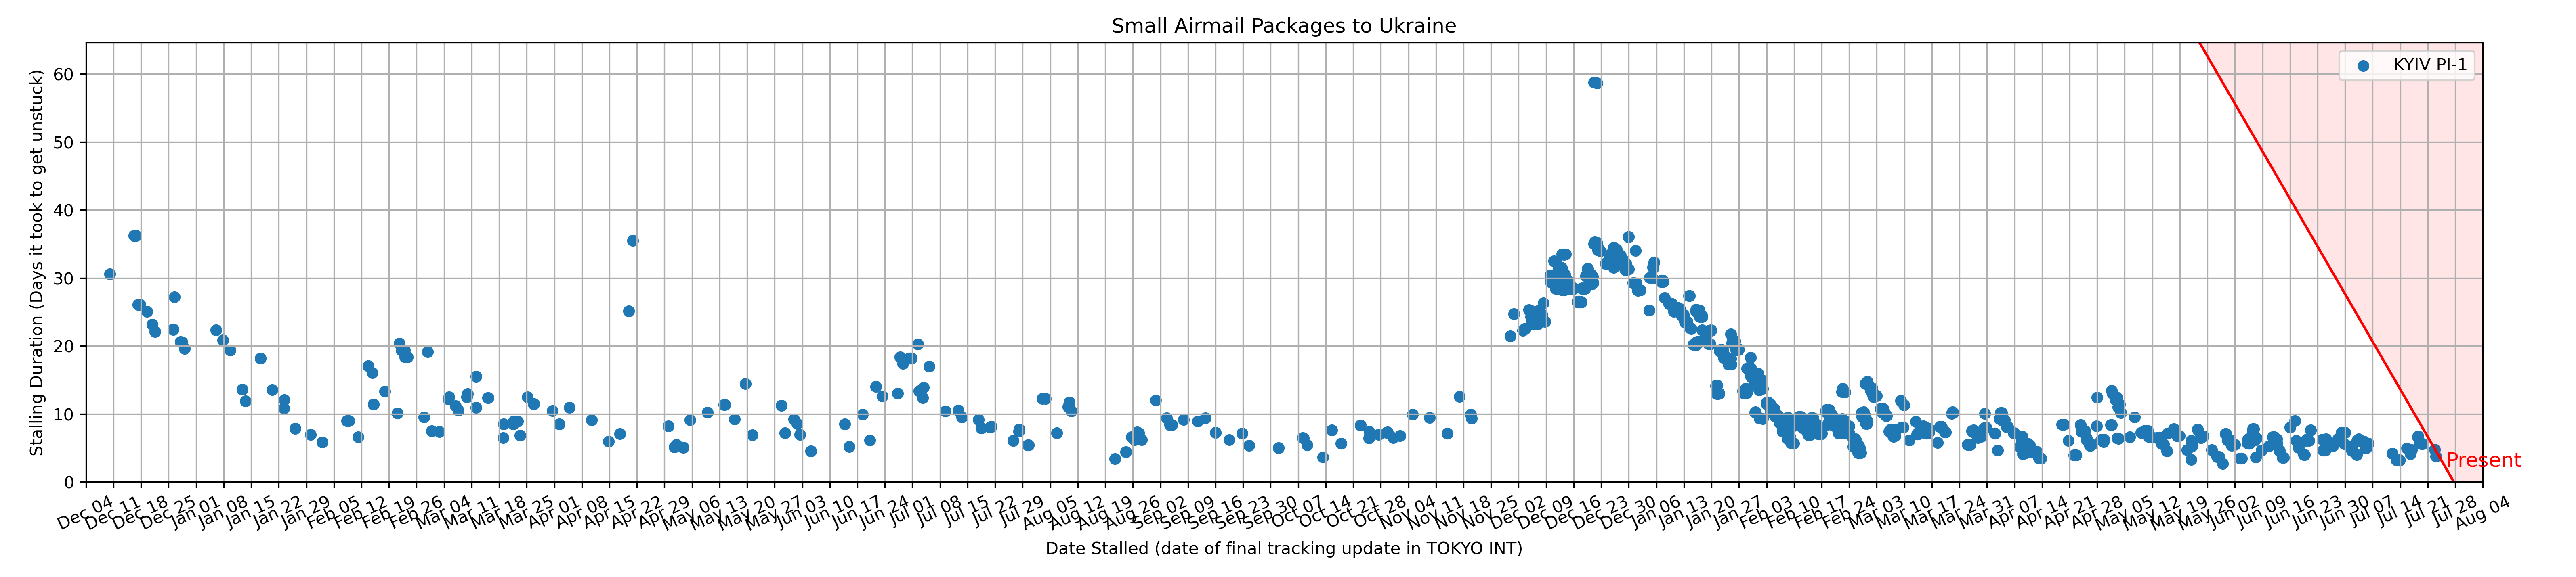 Small Airmail Packages to Ukraine
KYIV PI-1
Stalling Duration (Days it took to get unstuck)
60
50
40
30
20
10
0
Present
Dec 04
Dec 11
Dec 18
Dec 25
Jan 01
Jan 08
Jan 15
Jan 22
Jan 29
Feb 05
Feb 12
Feb 19
Feb 26
Mar 04
Mar 11
Mar 18
Mar 25
Apr 01
Apr 08
Apr 15
Apr 22
Apr 29
May 06
May 13
May 20
May 27
Jun 03
Jun 10
Jun 17
Jun 24
Jul 01
Jul 08
Jul 15
Jul 22
Jul 29
Aug 05
Aug 12
Aug 19
Aug 26
Sep 02
Sep 09
Sep 16
Sep 23
Sep 30
Oct 07
Oct 14
Oct 21
Oct 28
Nov 04
Nov 11
Nov 18
Nov 25
Dec 02
Dec 09
Dec 16
Dec 23
Dec 30
Jan 06
Jan 13
Jan 20
Jan 27
Feb 03
Feb 10
Feb 17
Feb 24
Mar 03
Mar 10
Mar 17
Mar 24
Mar 31
Apr 07
Apr 14
Apr 21
Apr 28
May 05
May 12
May 19
May 26
Jun 02
Jun 09
Jun 16
Jun 23
Jun 30
Jul 07
Jul 14
Jul 21
Jul 28
Aug 04
Date Stalled (date of final tracking update in TOKYO INT)